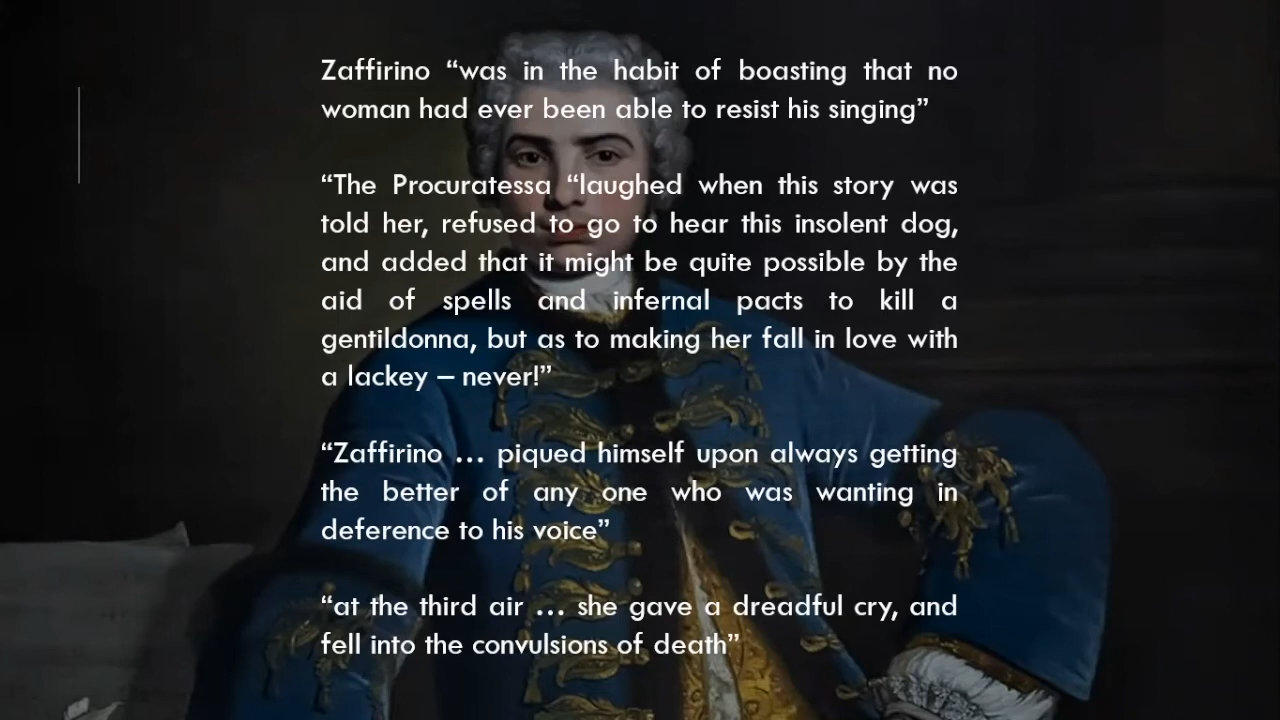 Zaffirino “was in the habit of boasting that no
woman had ever been able to resist his singing”
“The Procuratessa “laughed when this story was
told her, refused to go to hear this insolent dog,
and added that it might be quite possible by the
aid of spells and infernal pacts to kill a
gentildonna, but as to making her fall in love with
a lackey – never!”
“Zaffirino … piqued himself upon always getting
the better of any one who was wanting in
deference to his voice”
“at the third air … she gave a dreadful cry, and
fell into the convulsions of death”